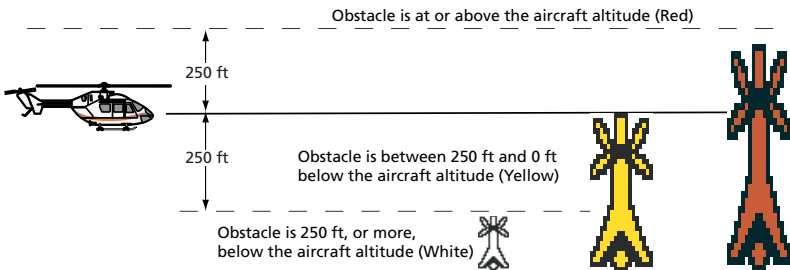 Obstacle is at or above the aircraft altitude (Red)
250 ft
250 ft
Obstacle is between 250 ft and 0 ft
below the aircraft altitude (Yellow)
Obstacle is 250 ft, or more,
below the aircraft altitude (White)